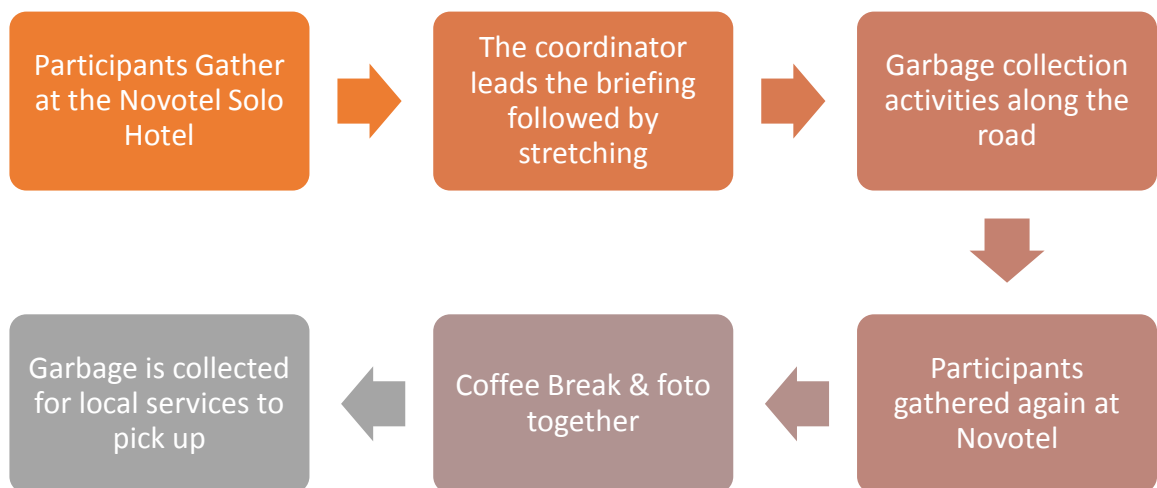 Participants Gather
at the Novotel Solo
Hotel
The coordinator
leads the briefing
followed by
stretching
Garbage collection
activities along the
road
Participants
gathered again at
Novotel
Coffee Break & foto
together
Garbage is collected
for local services to
pick up